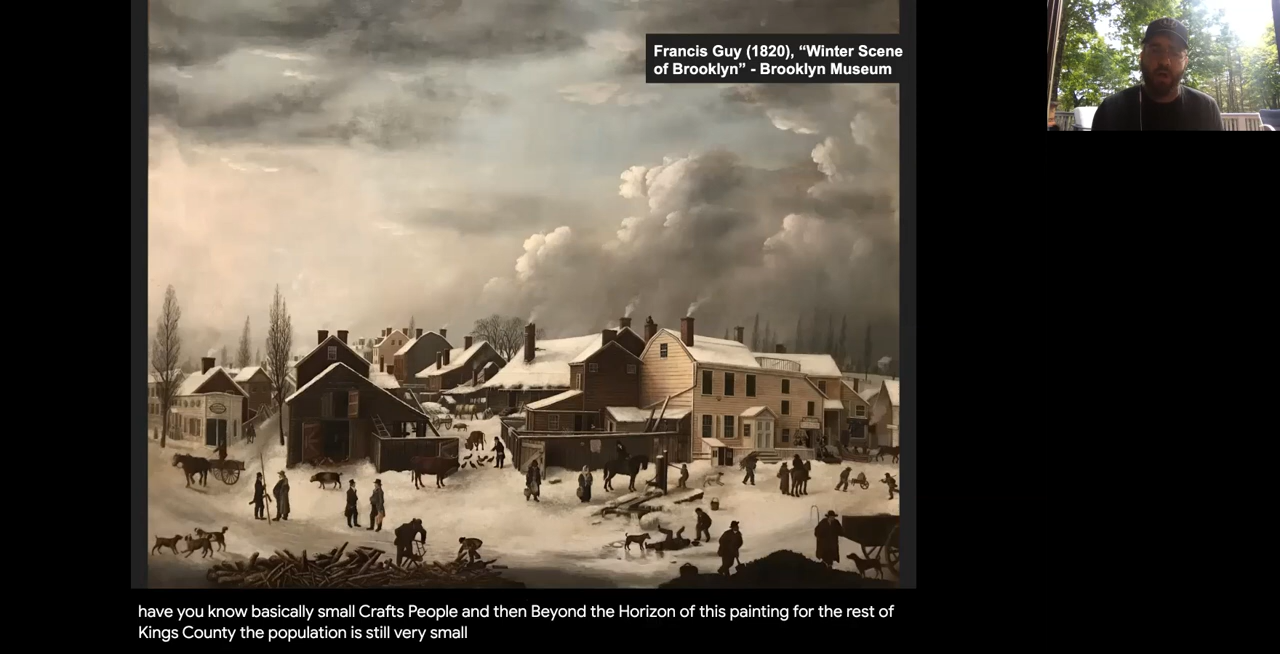 Francis Guy (1820), “Winter Scene
of Brooklyn” - Brooklyn Museum
have you know basically small Crafts People and then Beyond the Horizon of this painting for the rest of
Kings County the population is still very small